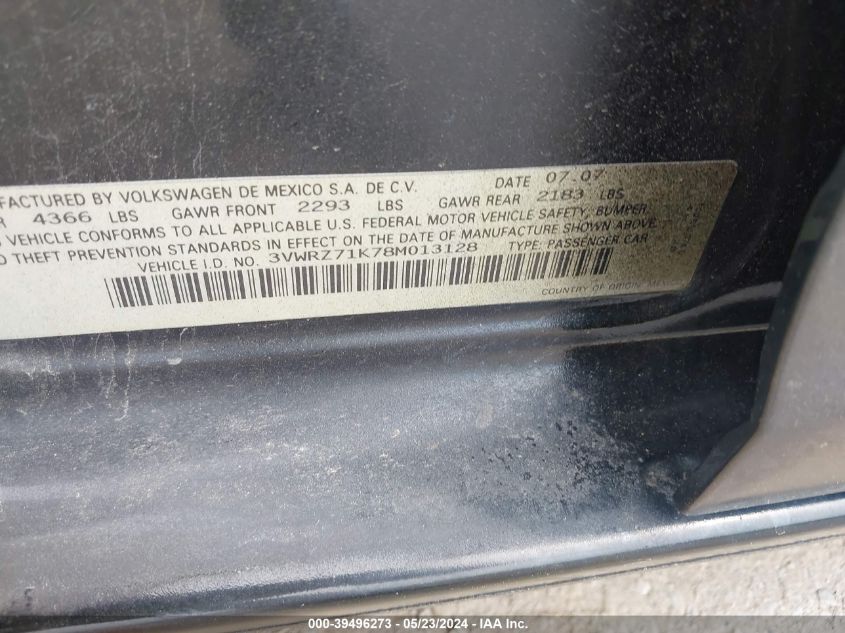 FACTURED BY VOLKSWAGEN DE MEXICO S.A. DE C.V. DATE 07.07
R 4366 LBS GAWR FRONT 2293 LBS GAWR REAR 2183 LBS
VEHICLE CONFORMS TO ALL APPLICABLE U.S. FEDERAL MOTOR VEHICLE SAFETY, BUMPER,
D THEFT PREVENTION STANDARDS IN EFFECT ON THE DATE OF MANUFACTURE SHOWN ABOVE.
VEHICLE I.D. NO. 3VWRZ71K78M013128 TYPE: PASSENGER CAR
COUNTRY OF ORIGIN: MEX
000-39496273 - 05/23/2024 - IAA Inc.